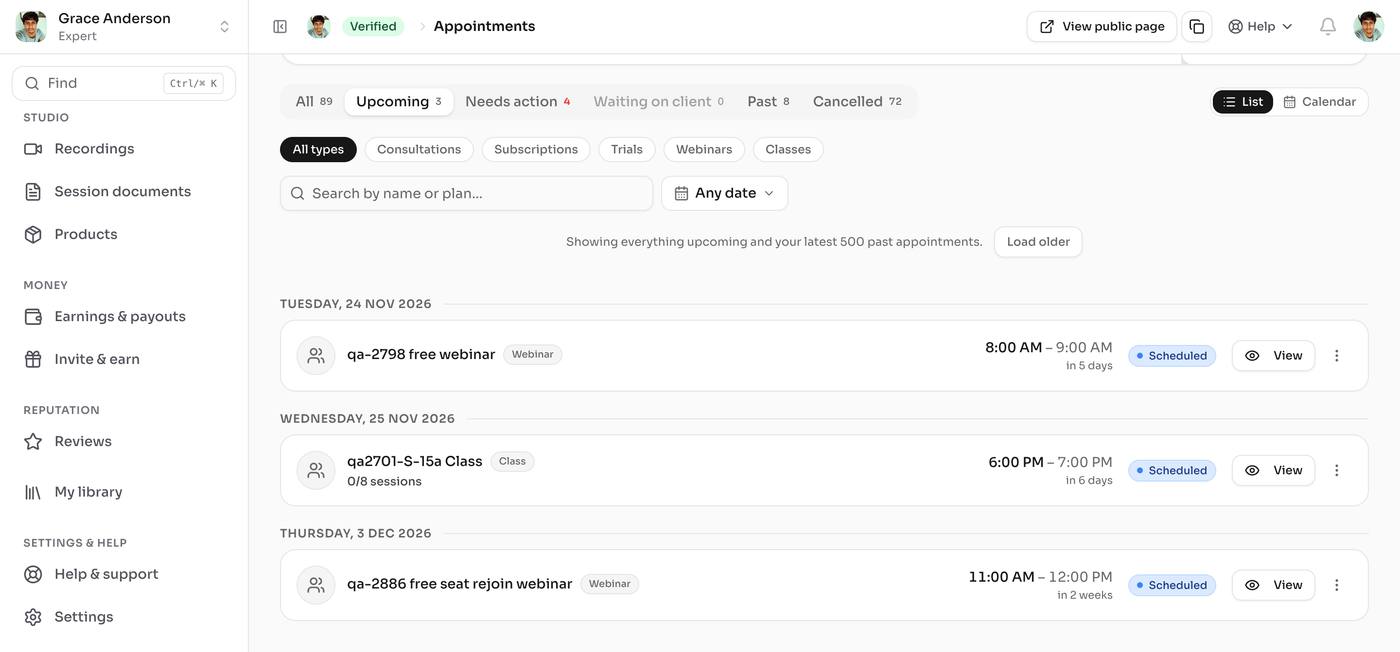 Grace Anderson
Expert
Verified
Appointments
View public page
Help
Find
Ctrl/⌘ K
STUDIO
Recordings
Session documents
Products
MONEY
Earnings & payouts
Invite & earn
REPUTATION
Reviews
My library
SETTINGS & HELP
Help & support
Settings
All 89
Upcoming 3
Needs action 4
Waiting on client 0
Past 8
Cancelled 72
List
Calendar
All types
Consultations
Subscriptions
Trials
Webinars
Classes
Search by name or plan...
Any date
Showing everything upcoming and your latest 500 past appointments.
Load older
TUESDAY, 24 NOV 2026
qa-2798 free webinar
Webinar
8:00 AM – 9:00 AM
in 5 days
Scheduled
View
WEDNESDAY, 25 NOV 2026
qa2701-S-15a Class
Class
0/8 sessions
6:00 PM – 7:00 PM
in 6 days
Scheduled
View
THURSDAY, 3 DEC 2026
qa-2886 free seat rejoin webinar
Webinar
11:00 AM – 12:00 PM
in 2 weeks
Scheduled
View